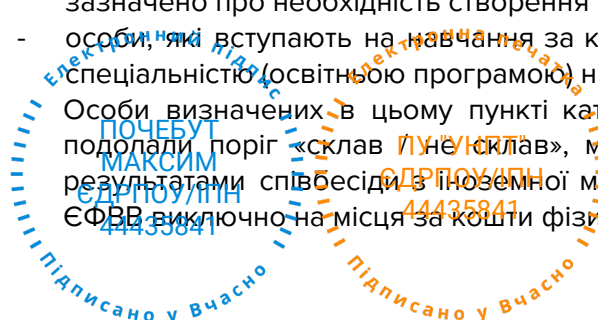 зазначено про необхідність створення
- особи, які вступають на навчання за к
спеціальністю (освітньою програмою) н
Особи визначених в цьому пункті кат
подолали поріг «склав / не склав», м
результатами співбесіди з іноземної м
ЄФВВ виключно на місця за кошти фізи
Електронний підпис
ПОЧЕБУТ
МАКСИМ
ЄДРПОУ/ІПН
44435841
Підписано у Вчасно
Електронна печатка
ПУ "УНПТ"
ЄДРПОУ/ІПН
44435841
Підписано у Вчасно